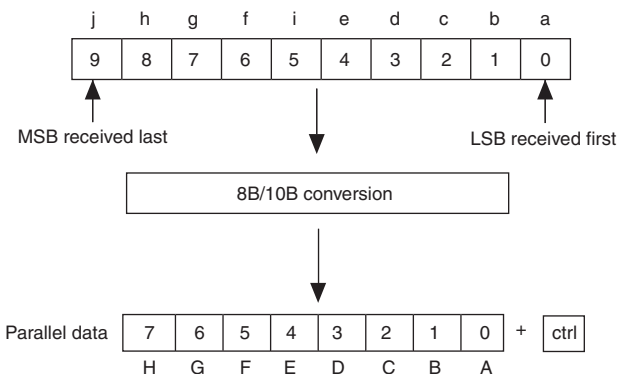 j h g f i e d c b a
9 8 7 6 5 4 3 2 1 0
MSB received last LSB received first
8B/10B conversion
Parallel data 7 6 5 4 3 2 1 0 + ctrl
H G F E D C B A